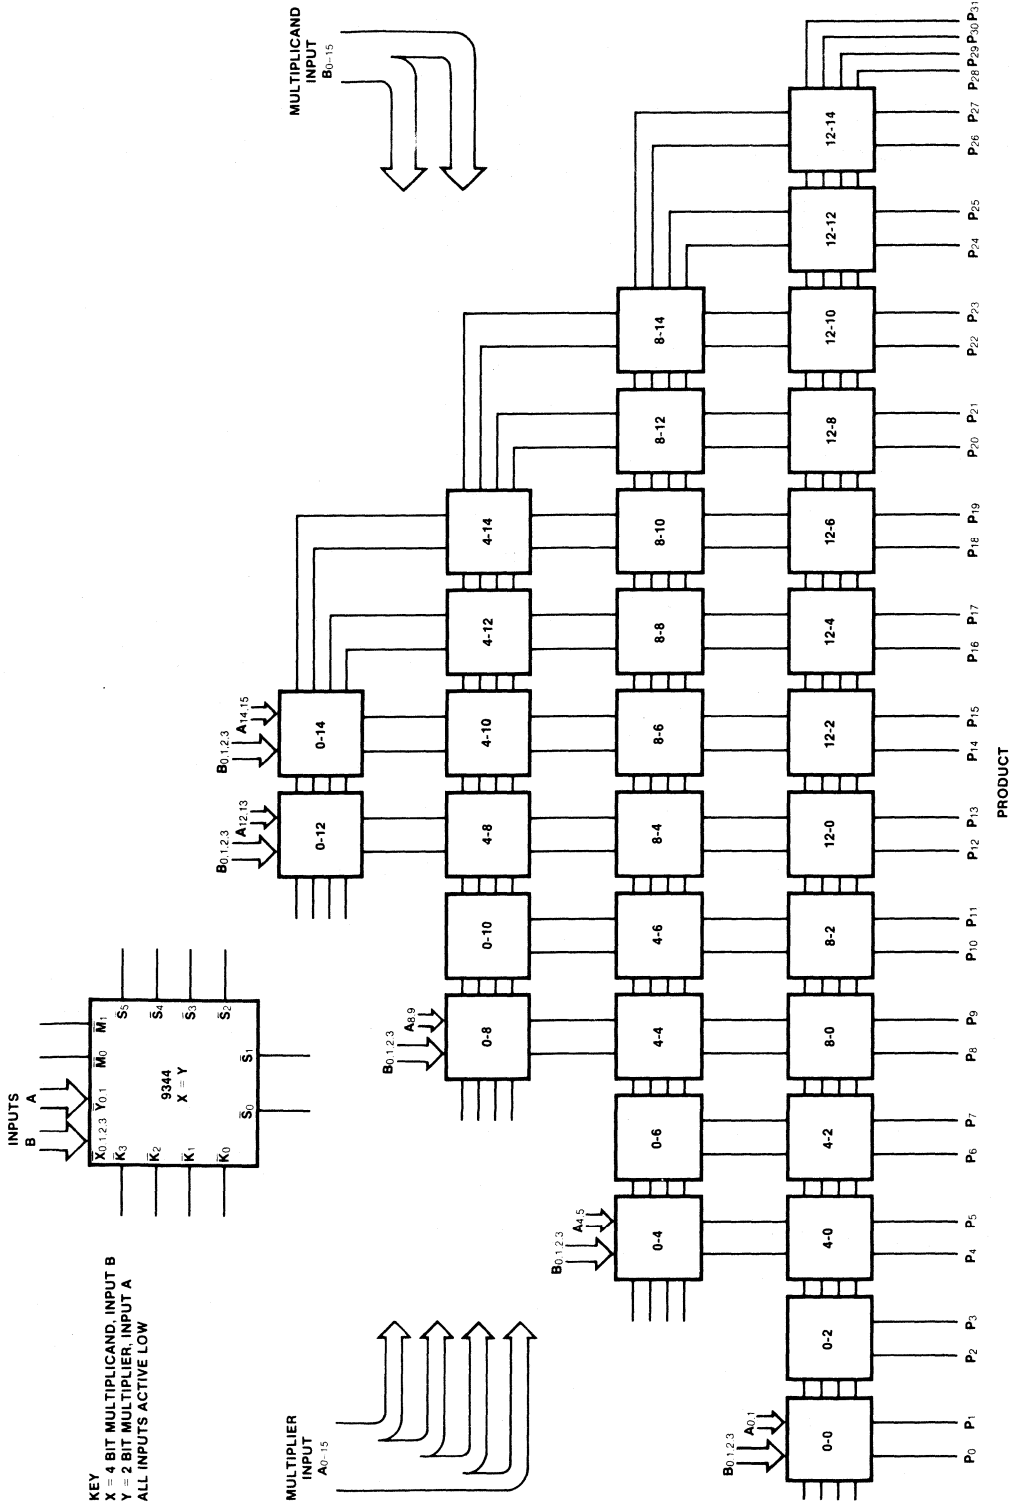 KEY
X = 4 BIT MULTIPLICAND, INPUT B
Y = 2 BIT MULTIPLIER, INPUT A
ALL INPUTS ACTIVE LOW
INPUTS
B A
X̄0,1,2,3 Ȳ0,1 M̄0 M̄1
K̄3 S̄5
K̄2 S̄4
K̄1 S̄3
K̄0 S̄2
9344
X = Y
S̄0 S̄1
MULTIPLIER
INPUT
A0–15
MULTIPLICAND
INPUT
B0–15
B0,1,2,3 A12,13 B0,1,2,3 A14,15
0-12 0-14
B0,1,2,3 A8,9
0-8 0-10 4-8 4-10 4-12 4-14
B0,1,2,3 A4,5
0-4 0-6 4-4 4-6 8-4 8-6 8-8 8-10 8-12 8-14
B0,1,2,3 A0,1
0-0 0-2 4-0 4-2 8-0 8-2 12-0 12-2 12-4 12-6 12-8 12-10 12-12 12-14
P0 P1 P2 P3 P4 P5 P6 P7 P8 P9 P10 P11 P12 P13 P14 P15 P16 P17 P18 P19 P20 P21 P22 P23 P24 P25 P26 P27 P28 P29 P30 P31
PRODUCT